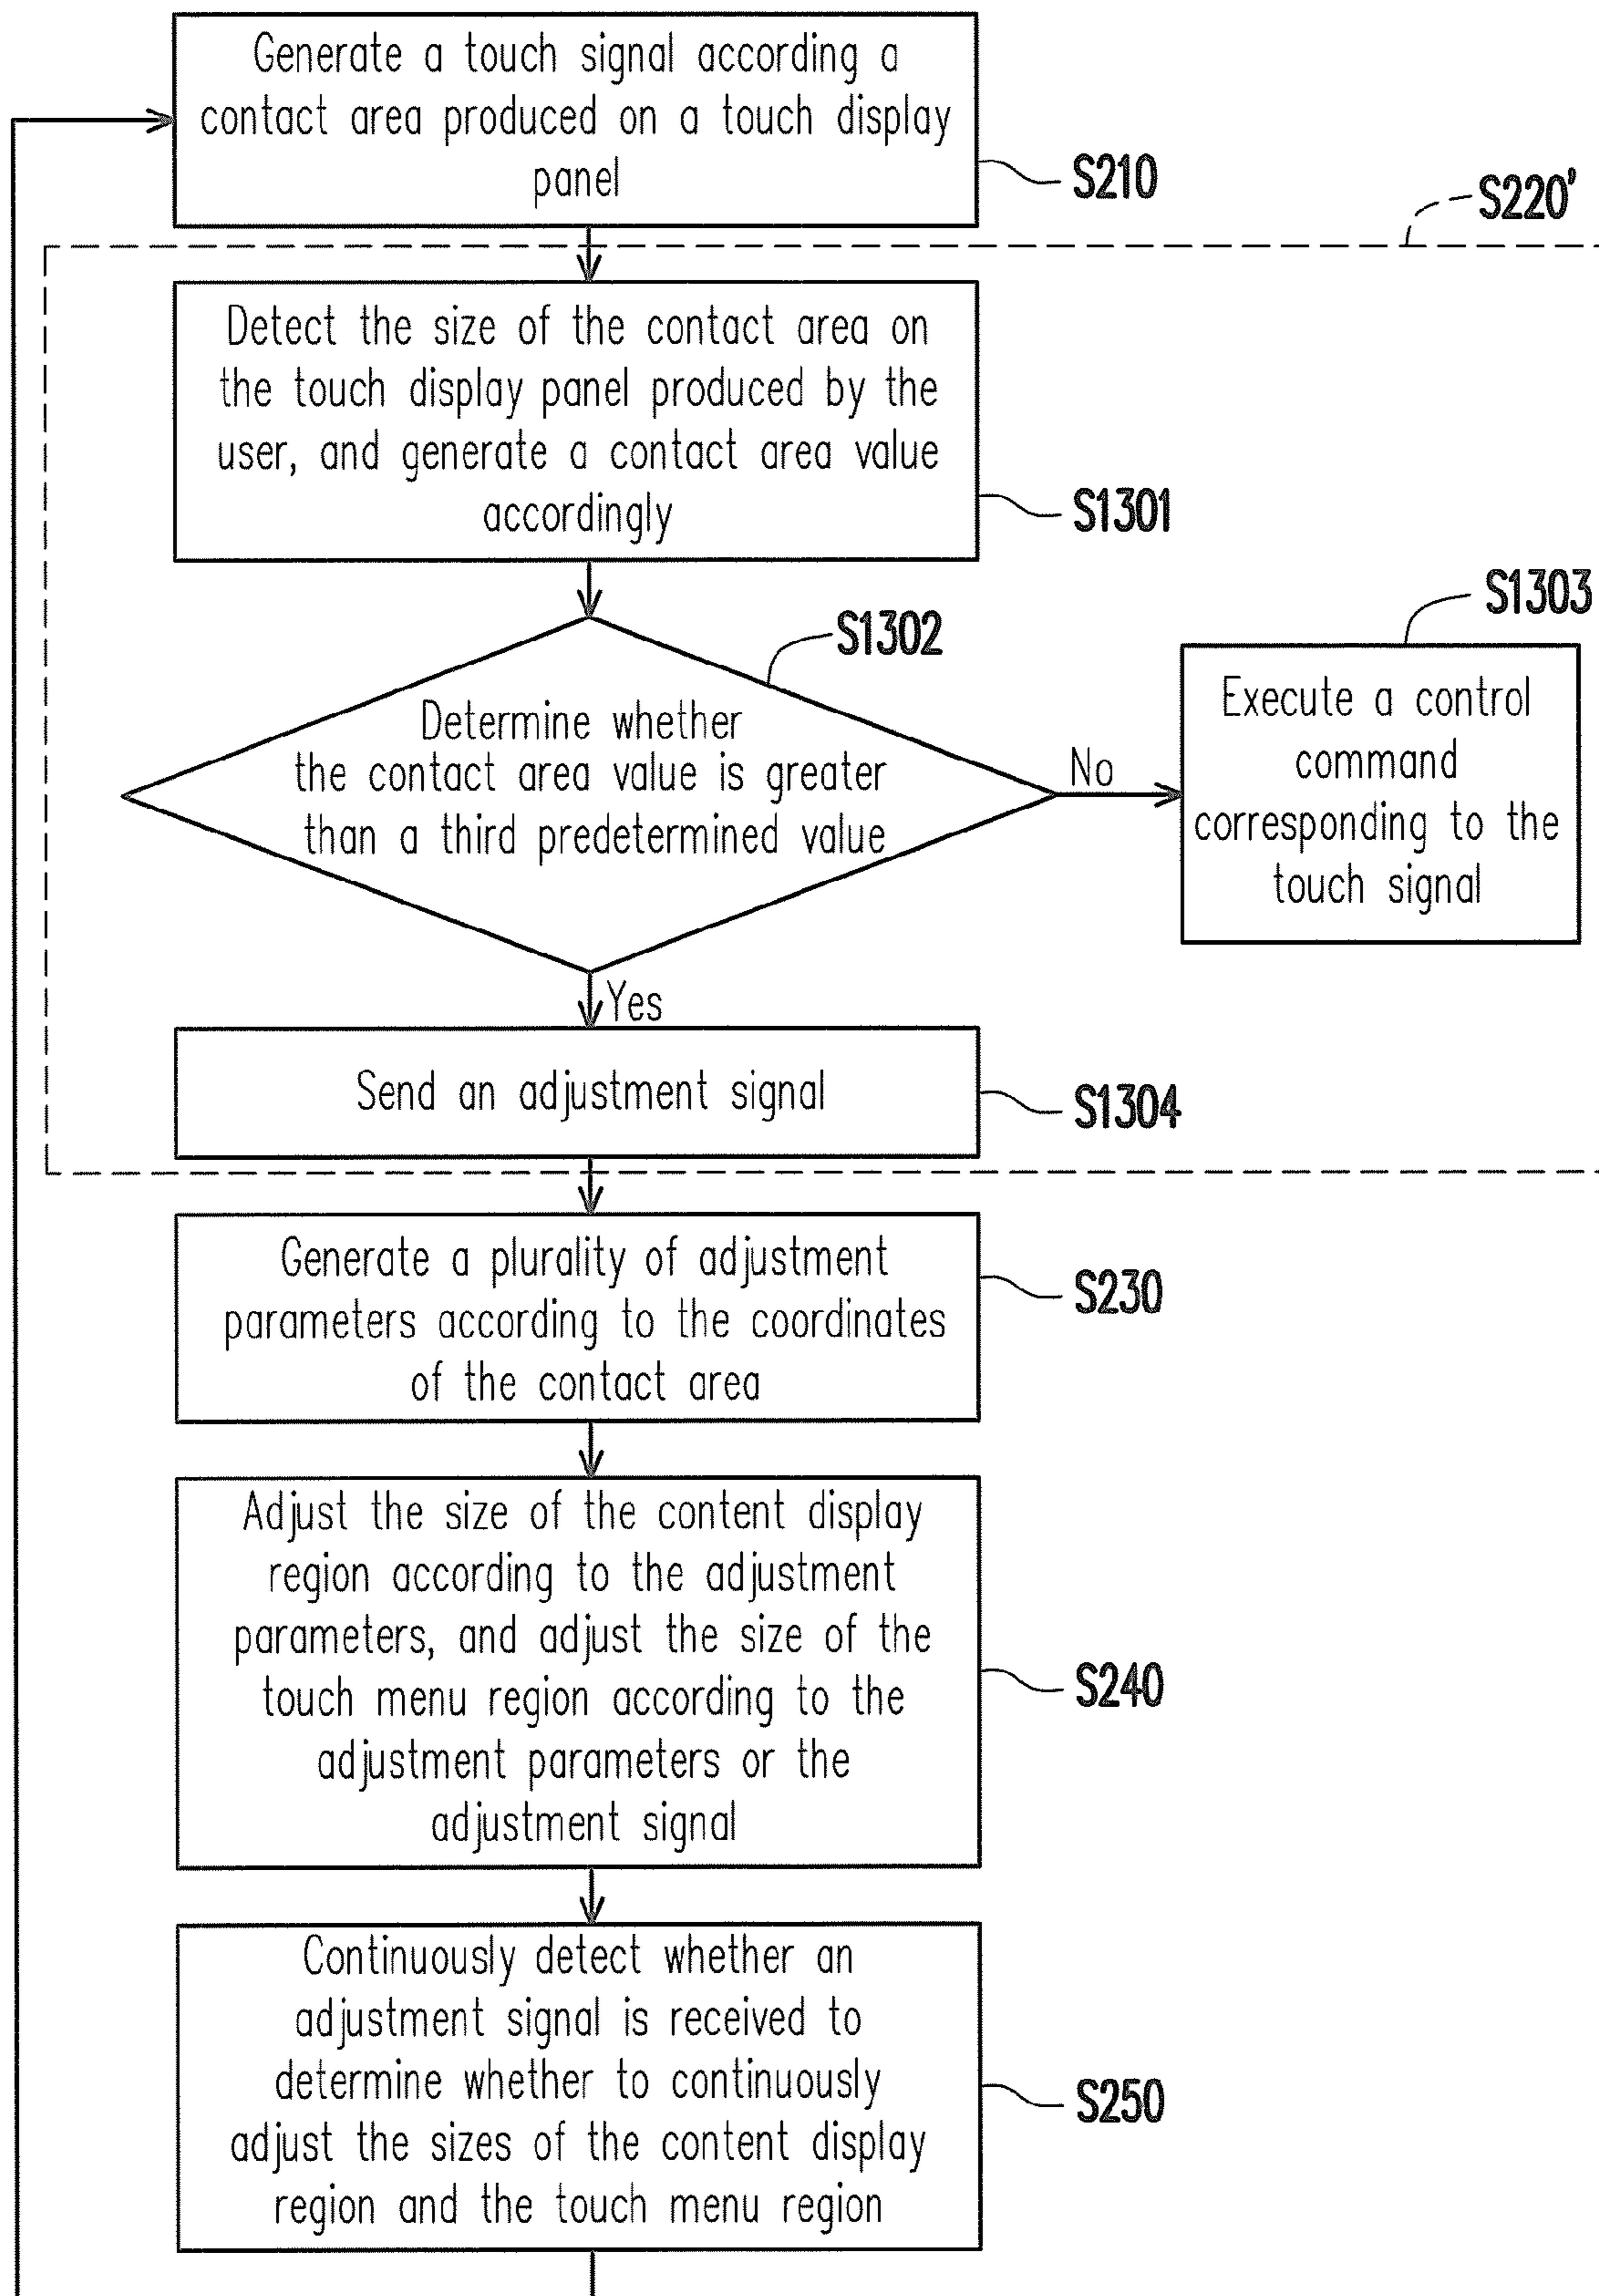 Generate a touch signal according a
contact area produced on a touch display
panel
S210
S220'
Detect the size of the contact area on
the touch display panel produced by the
user, and generate a contact area value
accordingly
S1301
S1302
Determine whether
the contact area value is greater
than a third predetermined value
No
S1303
Execute a control
command
corresponding to the
touch signal
Yes
Send an adjustment signal
S1304
Generate a plurality of adjustment
parameters according to the coordinates
of the contact area
S230
Adjust the size of the content display
region according to the adjustment
parameters, and adjust the size of the
touch menu region according to the
adjustment parameters or the
adjustment signal
S240
Continuously detect whether an
adjustment signal is received to
determine whether to continuously
adjust the sizes of the content display
region and the touch menu region
S250